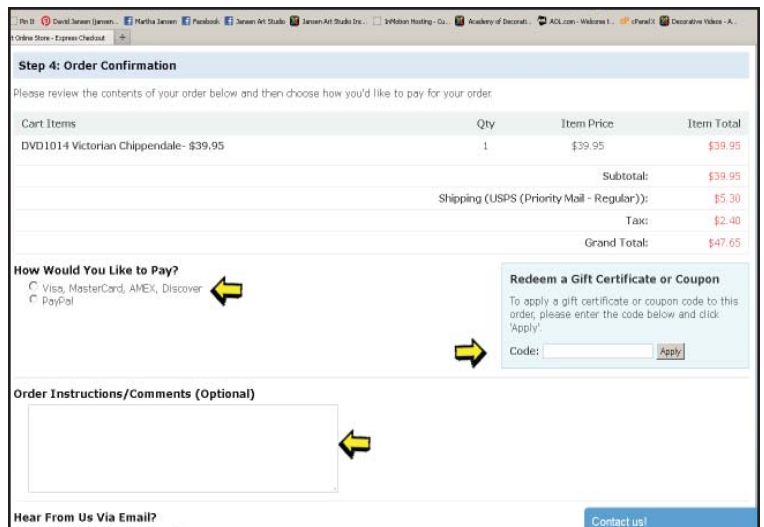 Pin It David Jansen (jansen... Martha Jansen Facebook Jansen Art Studio Jansen Art Studio Inc... InMotion Hosting - Cu... Academy of Decorati... AOL.com - Welcome t... cPanel X Decorative Videos - A...
t Online Store - Express Checkout +
Step 4: Order Confirmation
Please review the contents of your order below and then choose how you'd like to pay for your order.
Cart Items Qty Item Price Item Total
DVD1014 Victorian Chippendale- $39.95 1 $39.95 $39.95
Subtotal: $39.95
Shipping (USPS (Priority Mail - Regular)): $5.30
Tax: $2.40
Grand Total: $47.65
How Would You Like to Pay?
Visa, MasterCard, AMEX, Discover
PayPal
Redeem a Gift Certificate or Coupon
To apply a gift certificate or coupon code to this
order, please enter the code below and click
'Apply'.
Code: Apply
Order Instructions/Comments (Optional)
Hear From Us Via Email?
Contact us!